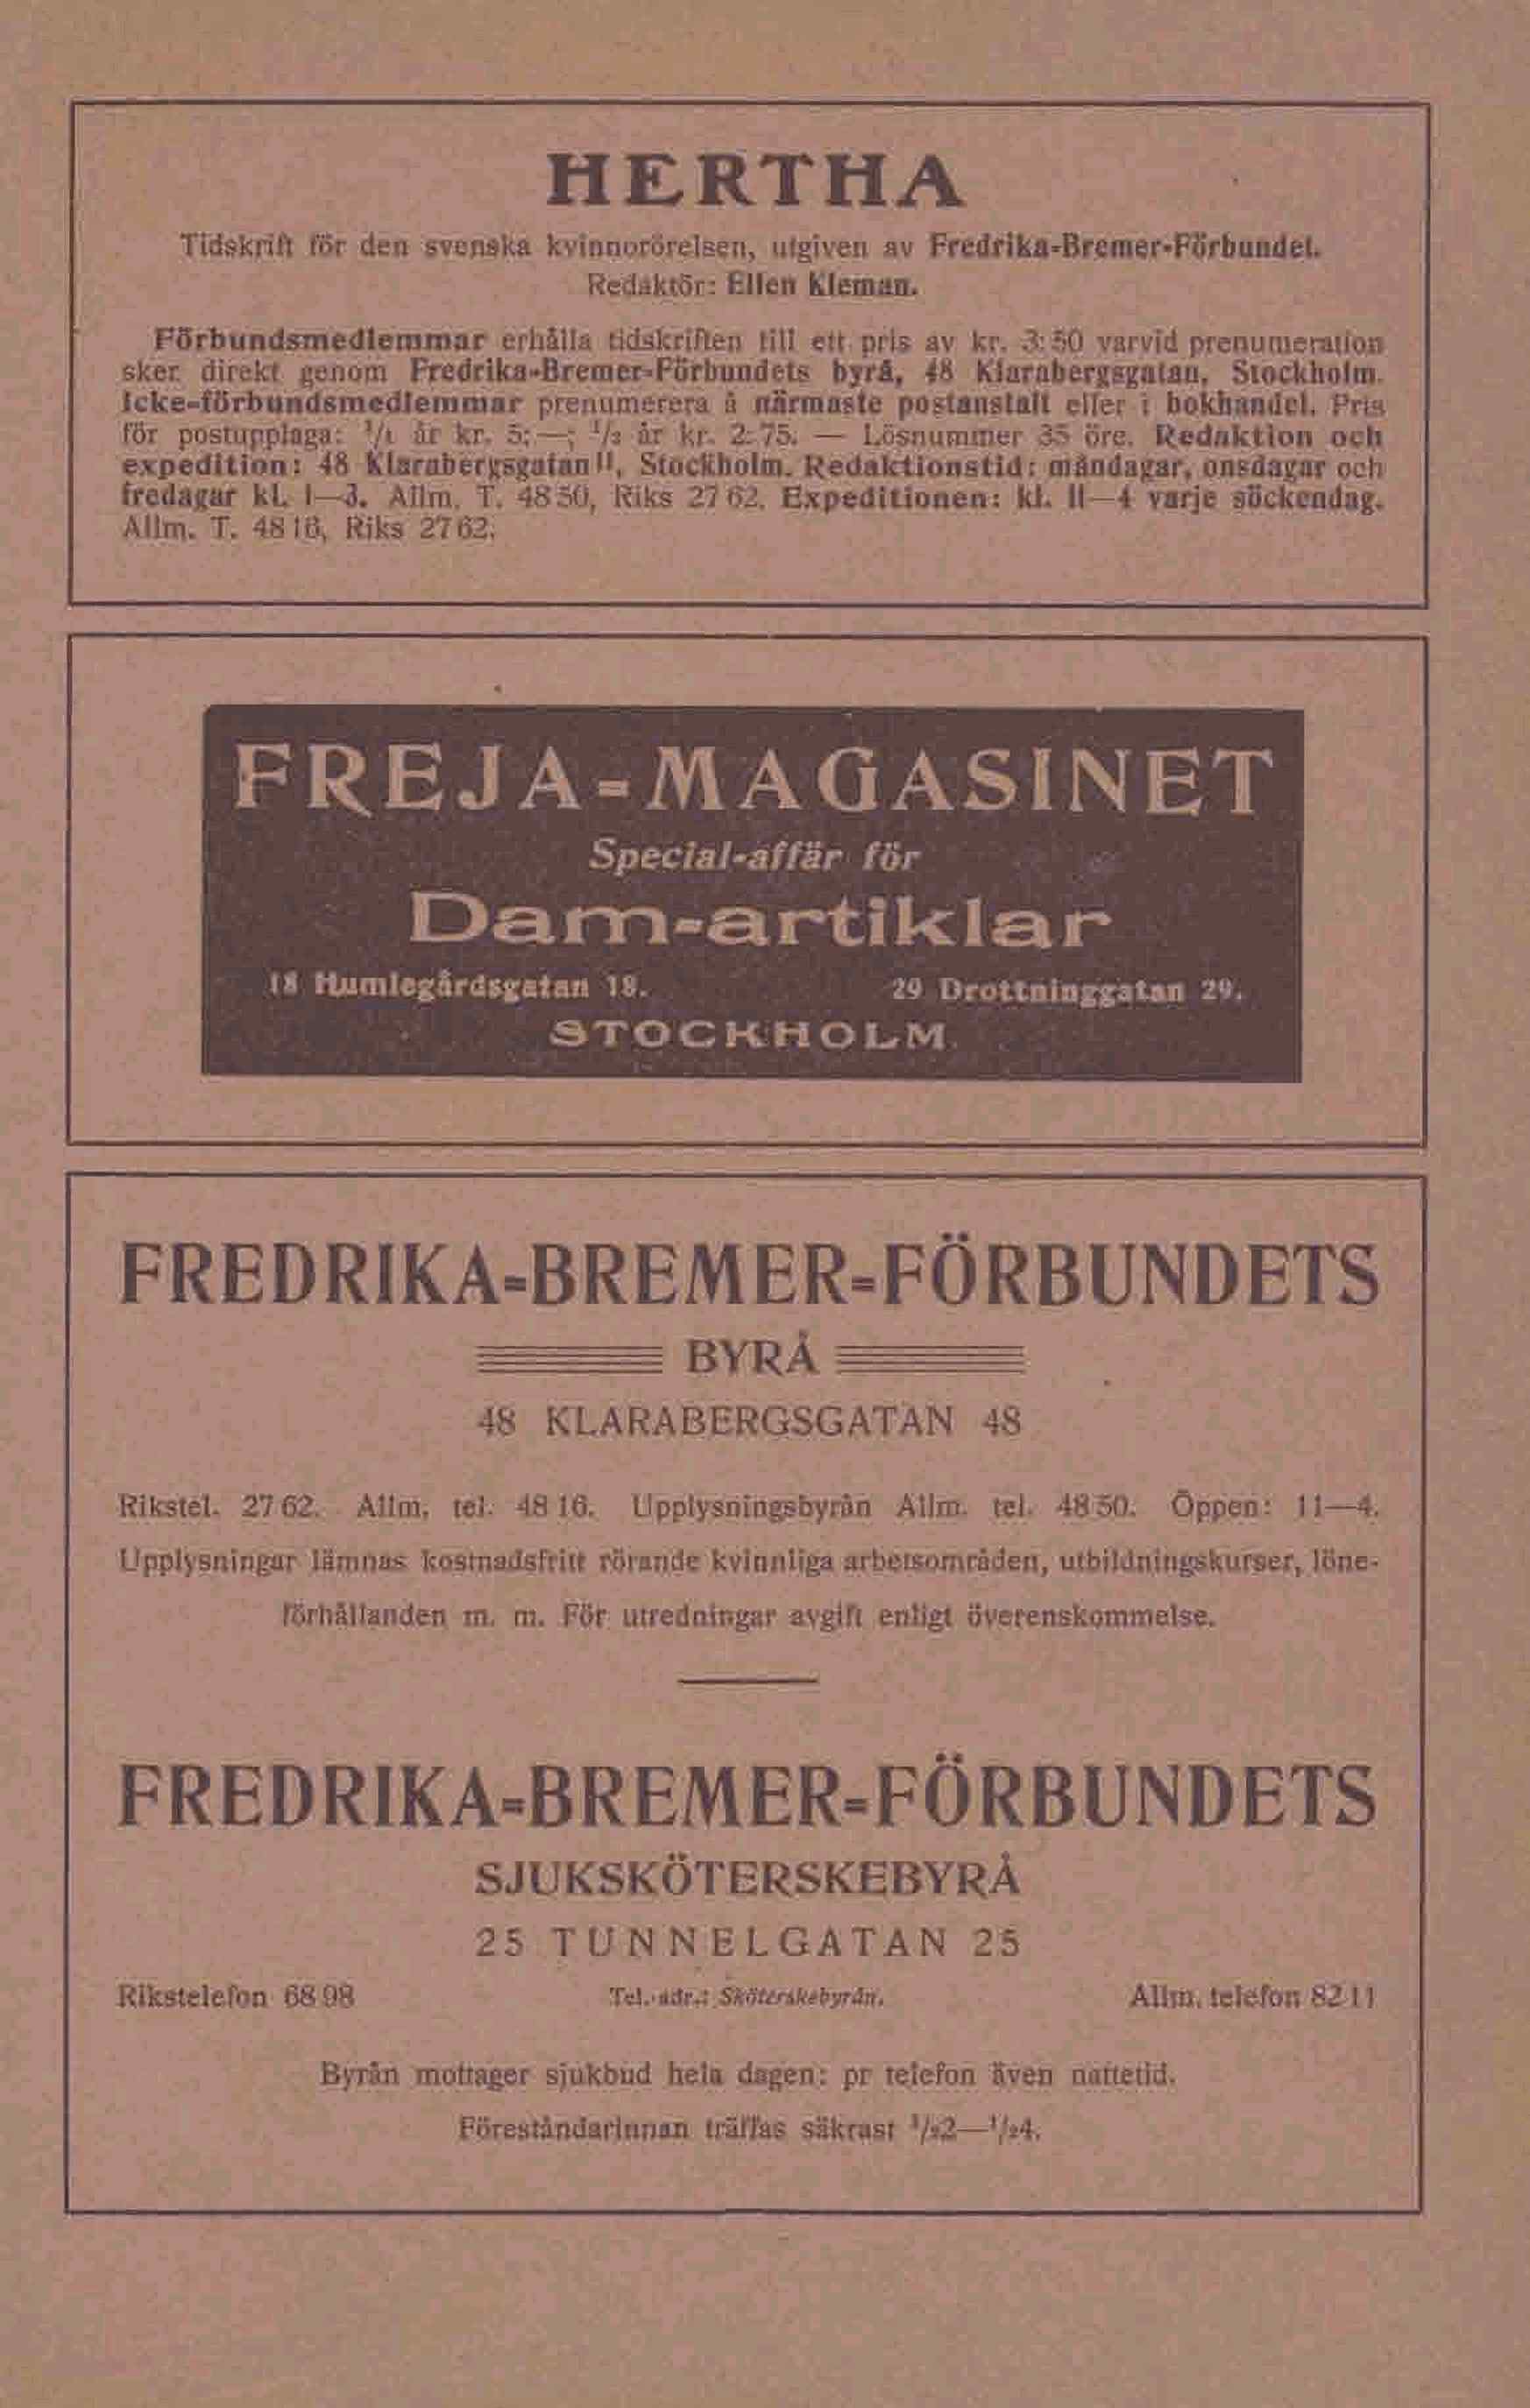 HERTHA
Tidskrift för den svenska kvinnorörelsen, utgiven av Fredrika-Bremer-Förbundet.
Redaktör: Ellen Kleman.
Förbundsmedlemmar erhålla tidskriften till ett pris av kr. 3:50 varvid prenumeration
sker direkt genom Fredrika-Bremer-Förbundets byrå, 48 Klarabergsgatan, Stockholm.
Icke-förbundsmedlemmar prenumerera å närmaste postanstalt eller i bokhandel. Pris
för postupplaga: 1/1 år kr. 5:—; 1/2 år kr. 2:75. — Lösnummer 35 öre. Redaktion och
expedition: 48 Klarabergsgatan II, Stockholm. Redaktionstid: måndagar, onsdagar och
fredagar kl. 1—3. Allm. T. 48 50, Riks 27 62. Expeditionen: kl. 11—4 varje söckendag.
Allm. T. 48 16, Riks 27 62.
FREJA-MAGASINET
Special-affär för
Dam-artiklar
18 Humlegårdsgatan 18. 29 Drottninggatan 29.
STOCKHOLM
FREDRIKA-BREMER-FÖRBUNDETS
BYRÅ
48 KLARABERGSGATAN 48
Rikstel. 27 62. Allm. tel. 48 16. Upplysningsbyrån Allm. tel. 48 50. Öppen: 11—4.
Upplysningar lämnas kostnadsfritt rörande kvinnliga arbetsområden, utbildningskurser, löne-
förhållanden m. m. För utredningar avgift enligt överenskommelse.
FREDRIKA-BREMER-FÖRBUNDETS
SJUKSKÖTERSKEBYRÅ
25 TUNNELGATAN 25
Rikstelefon 68 98 Tel.-adr.: Sköterskebyrån. Allm. telefon 82 11
Byrån mottager sjukbud hela dagen; pr telefon även nattetid.
Föreståndarinnan träffas säkrast 1/22—1/24.